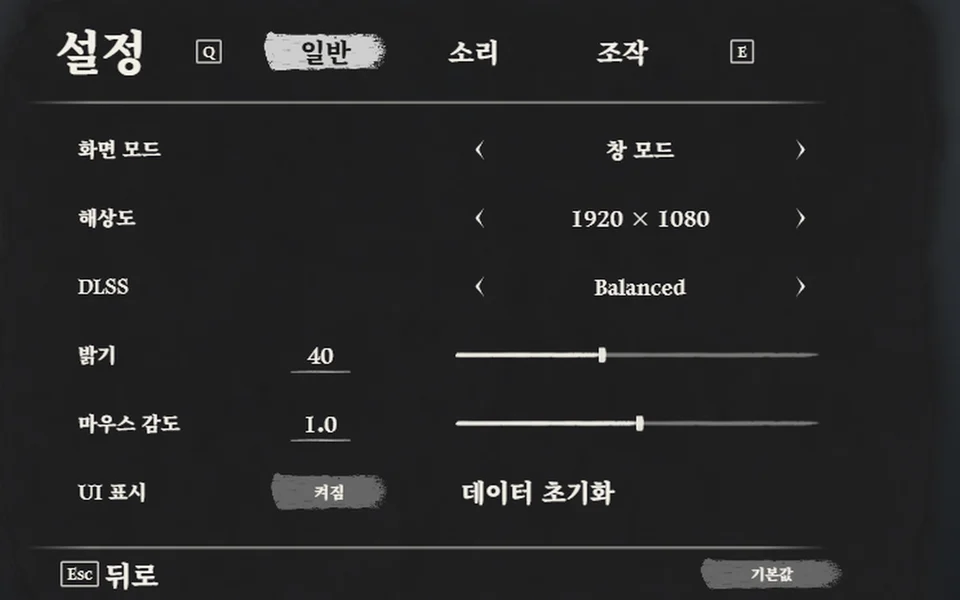 설정 Q 일반 소리 조작 E
화면 모드 창 모드
해상도 1920 × 1080
DLSS Balanced
밝기 40
마우스 감도 1.0
UI 표시 켜짐 데이터 초기화
Esc 뒤로 기본값